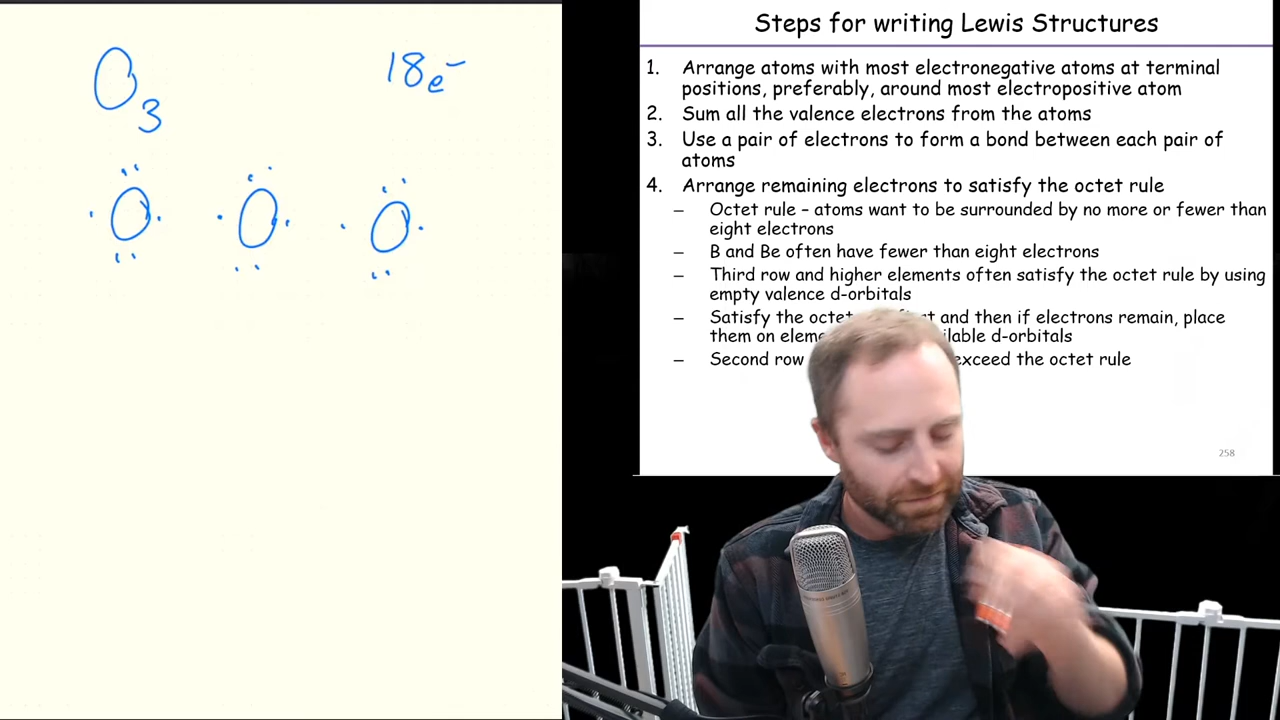 O3
18e-
O O O
Steps for writing Lewis Structures
1. Arrange atoms with most electronegative atoms at terminal
positions, preferably, around most electropositive atom
2. Sum all the valence electrons from the atoms
3. Use a pair of electrons to form a bond between each pair of
atoms
4. Arrange remaining electrons to satisfy the octet rule
– Octet rule – atoms want to be surrounded by no more or fewer than
eight electrons
– B and Be often have fewer than eight electrons
– Third row and higher elements often satisfy the octet rule by using
empty valence d-orbitals
– Satisfy the octet and then if electrons remain, place
them on d-orbitals
– Second row exceed the octet rule
258